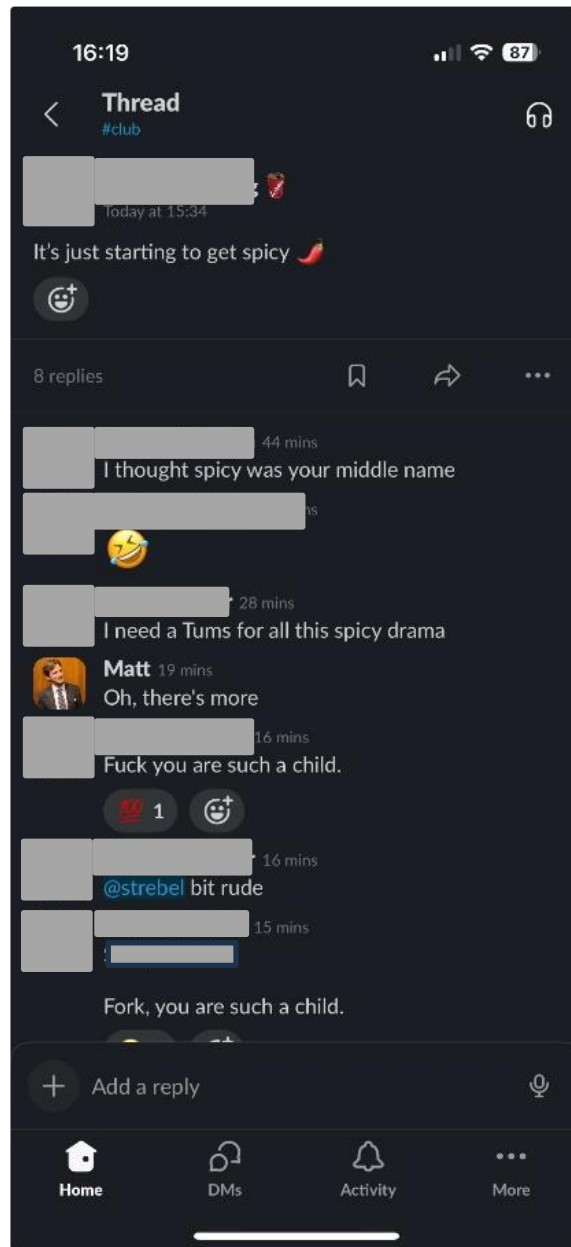 16:19
87
Thread
#club
Today at 15:34
It's just starting to get spicy 🌶️
8 replies
44 mins
I thought spicy was your middle name
🤣
28 mins
I need a Tums for all this spicy drama
Matt 19 mins
Oh, there's more
16 mins
Fuck you are such a child.
💯 1
16 mins
@strebel bit rude
15 mins
Fork, you are such a child.
Add a reply
Home
DMs
Activity
More